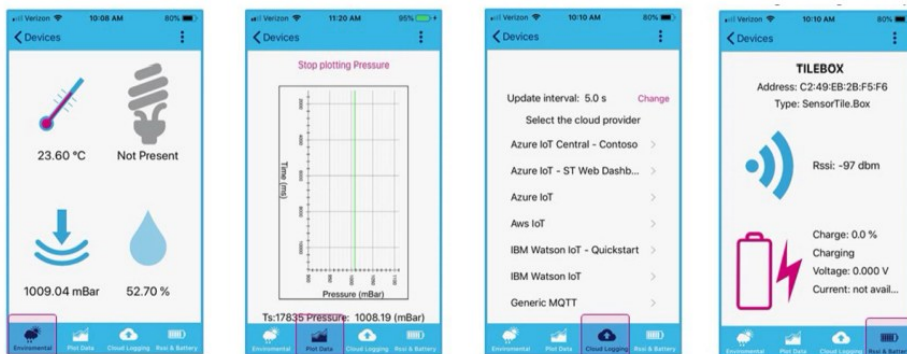 Verizon
10:08 AM
80%
Devices
23.60 °C
Not Present
1009.04 mBar
52.70 %
Enviromental
Plot Data
Cloud Logging
Rssi & Battery
Verizon
11:20 AM
95%
Devices
Stop plotting Pressure
Time (ms)
Pressure (mBar)
Ts:17835 Pressure: 1008.19 (mBar)
Enviromental
Plot Data
Cloud Logging
Rssi & Battery
Verizon
10:10 AM
80%
Devices
Update interval: 5.0 s
Change
Select the cloud provider
Azure IoT Central - Contoso
Azure IoT - ST Web Dashb...
Azure IoT
Aws IoT
IBM Watson IoT - Quickstart
IBM Watson IoT
Generic MQTT
Enviromental
Plot Data
Cloud Logging
Rssi & Battery
Verizon
10:10 AM
80%
Devices
TILEBOX
Address: C2:49:EB:2B:F5:F6
Type: SensorTile.Box
Rssi: -97 dbm
Charge: 0.0 %
Charging
Voltage: 0.000 V
Current: not avail...
Enviromental
Plot Data
Cloud Logging
Rssi & Battery